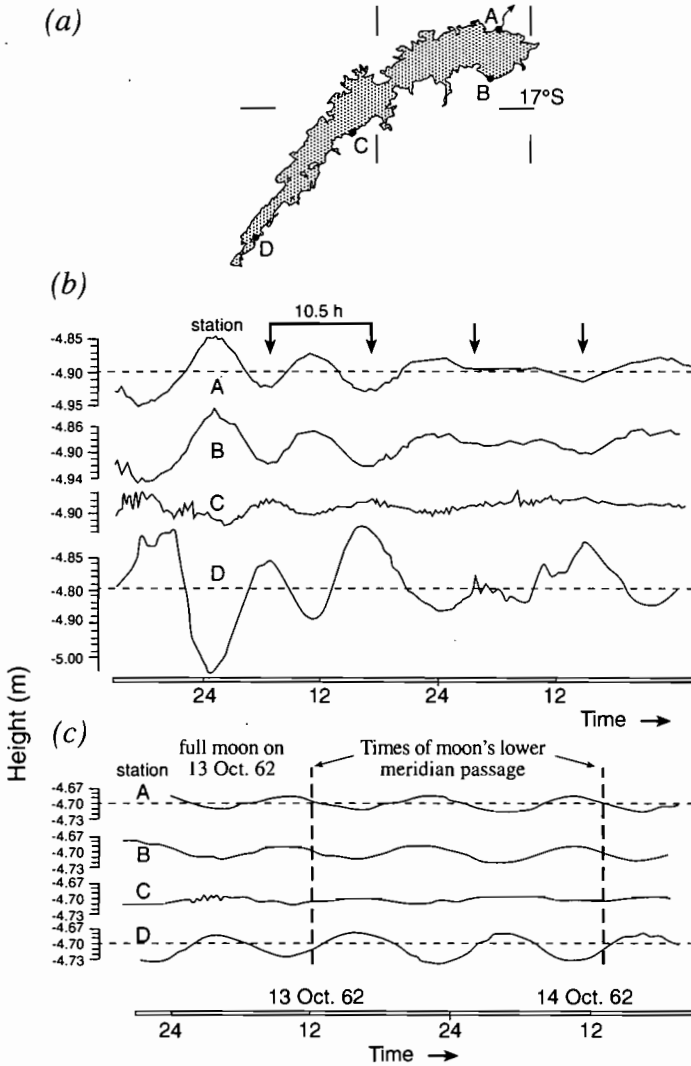 (a)
A
B
17°S
C
D
(b)
10.5 h
station
-4.85
-4.90
A
-4.95
-4.86
-4.90
B
-4.94
C
-4.90
-4.85
D
-4.80
-4.90
-5.00
24 12 24 12
Time →
Height (m)
(c)
full moon on
13 Oct. 62
Times of moon's lower
meridian passage
station
-4.67
A
-4.70
-4.73
-4.67
B
-4.70
-4.73
-4.67
C
-4.70
-4.73
-4.67
D
-4.70
-4.73
13 Oct. 62 14 Oct. 62
24 12 24 12
Time →